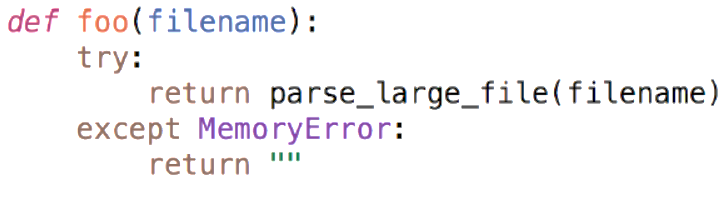 def foo(filename):
    try:
        return parse_large_file(filename)
    except MemoryError:
        return ""